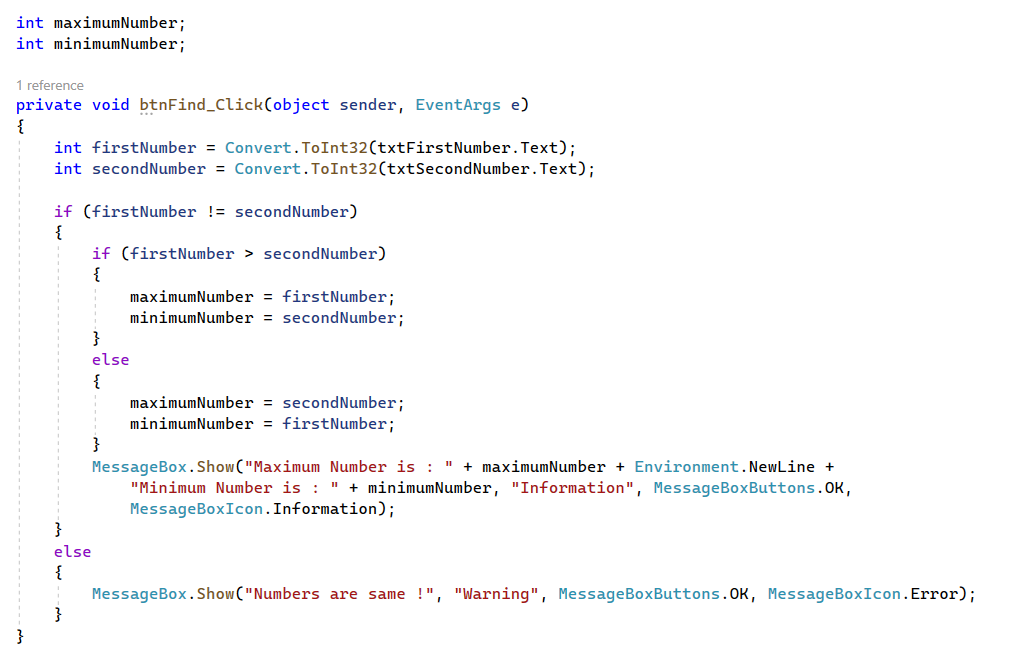 int maximumNumber;
int minimumNumber;
1 reference
private void btnFind_Click(object sender, EventArgs e)
{
    int firstNumber = Convert.ToInt32(txtFirstNumber.Text);
    int secondNumber = Convert.ToInt32(txtSecondNumber.Text);
    if (firstNumber != secondNumber)
    {
        if (firstNumber > secondNumber)
        {
            maximumNumber = firstNumber;
            minimumNumber = secondNumber;
        }
        else
        {
            maximumNumber = secondNumber;
            minimumNumber = firstNumber;
        }
        MessageBox.Show("Maximum Number is : " + maximumNumber + Environment.NewLine +
            "Minimum Number is : " + minimumNumber, "Information", MessageBoxButtons.OK,
            MessageBoxIcon.Information);
    }
    else
    {
        MessageBox.Show("Numbers are same !", "Warning", MessageBoxButtons.OK, MessageBoxIcon.Error);
    }
}